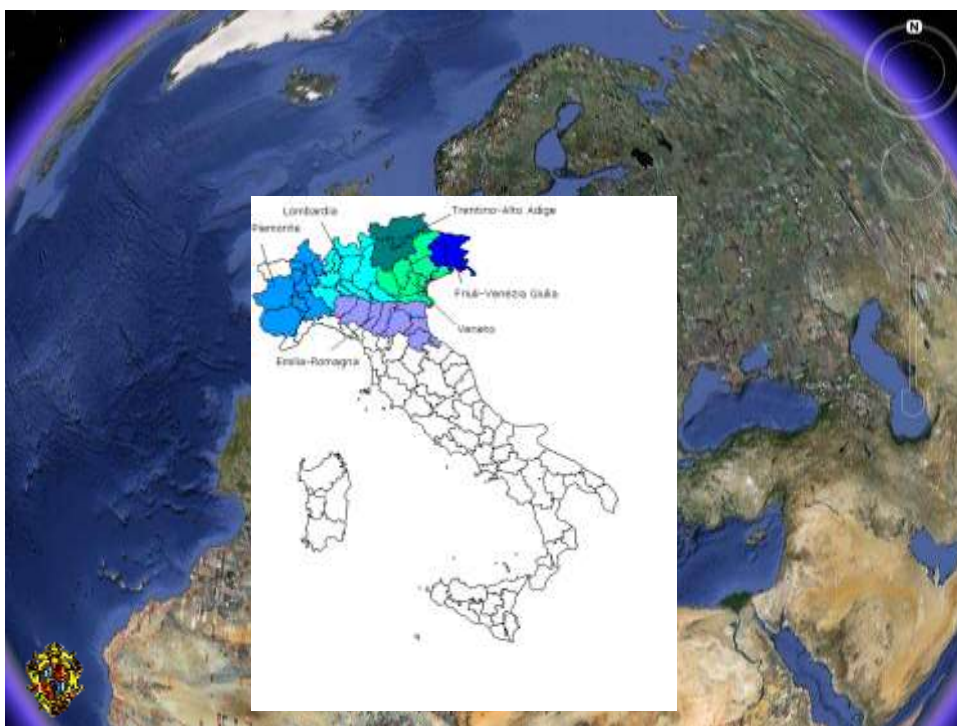 N
Lombardia
Trentino-Alto Adige
Piemonte
Friuli-Venezia Giulia
Veneto
Emilia-Romagna